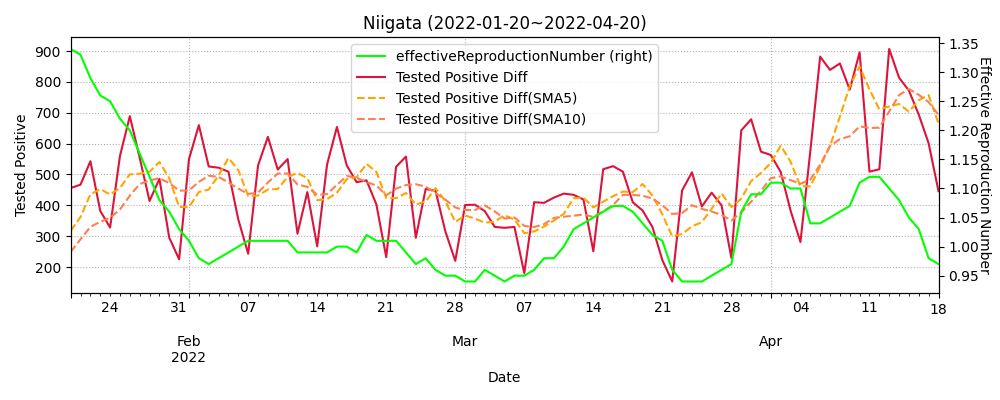 Niigata (2022-01-20~2022-04-20)
effectiveReproductionNumber (right)
Tested Positive Diff
Tested Positive Diff(SMA5)
Tested Positive Diff(SMA10)
Tested Positive
900
800
700
600
500
400
300
200
1.35
1.30
1.25
1.20
1.15
1.10
1.05
1.00
0.95
Effective Reproduction Number
24 31 07 14 21 28 07 14 21 28 04 11 18
Feb Mar Apr
2022
Date